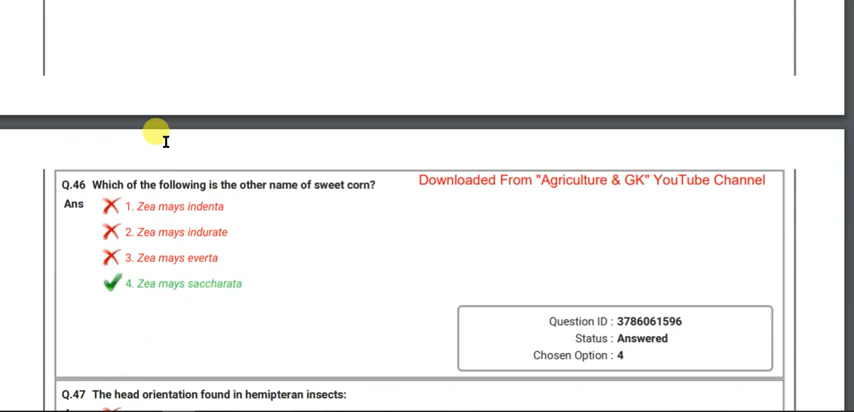 Q.46 Which of the following is the other name of sweet corn?
Downloaded From "Agriculture & GK" YouTube Channel
Ans
1. Zea mays indenta
2. Zea mays indurate
3. Zea mays everta
4. Zea mays saccharata
Question ID : 3786061596
Status : Answered
Chosen Option : 4
Q.47 The head orientation found in hemipteran insects: